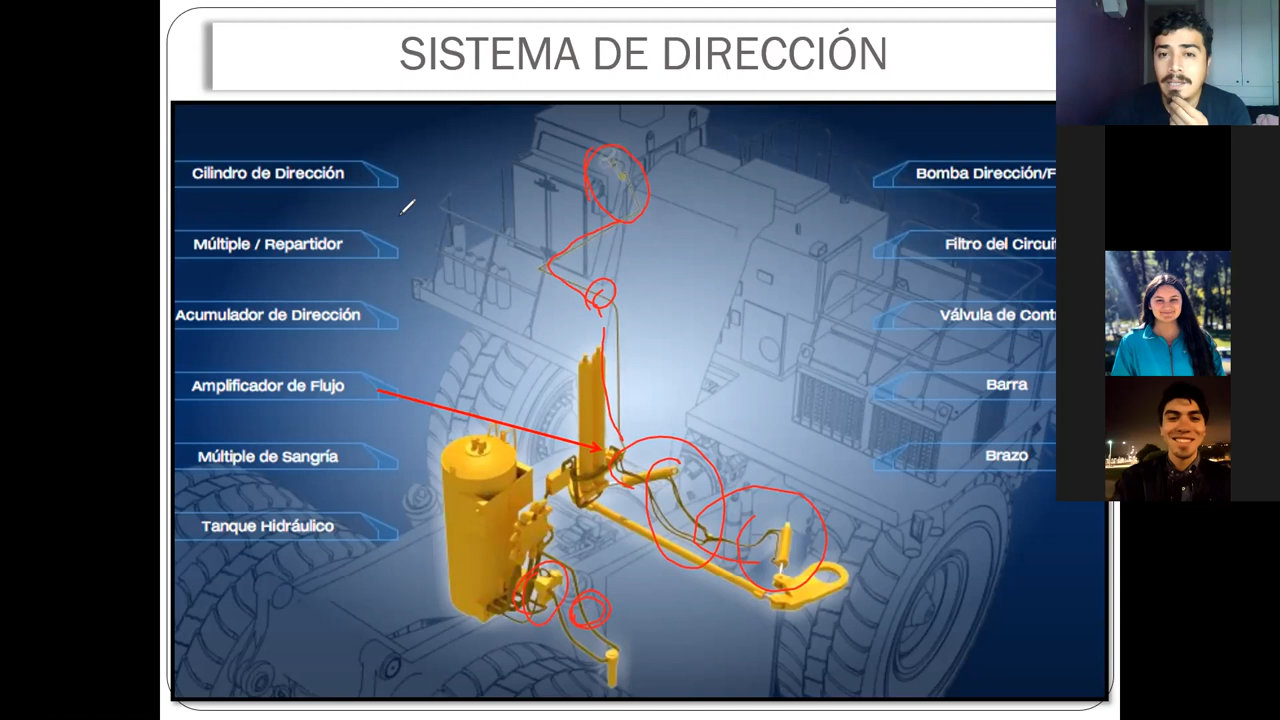 SISTEMA DE DIRECCIÓN
Cilindro de Dirección
Bomba Dirección/F
Múltiple / Repartidor
Filtro del Circui
Acumulador de Dirección
Válvula de Cont
Amplificador de Flujo
Barra
Múltiple de Sangría
Brazo
Tanque Hidráulico